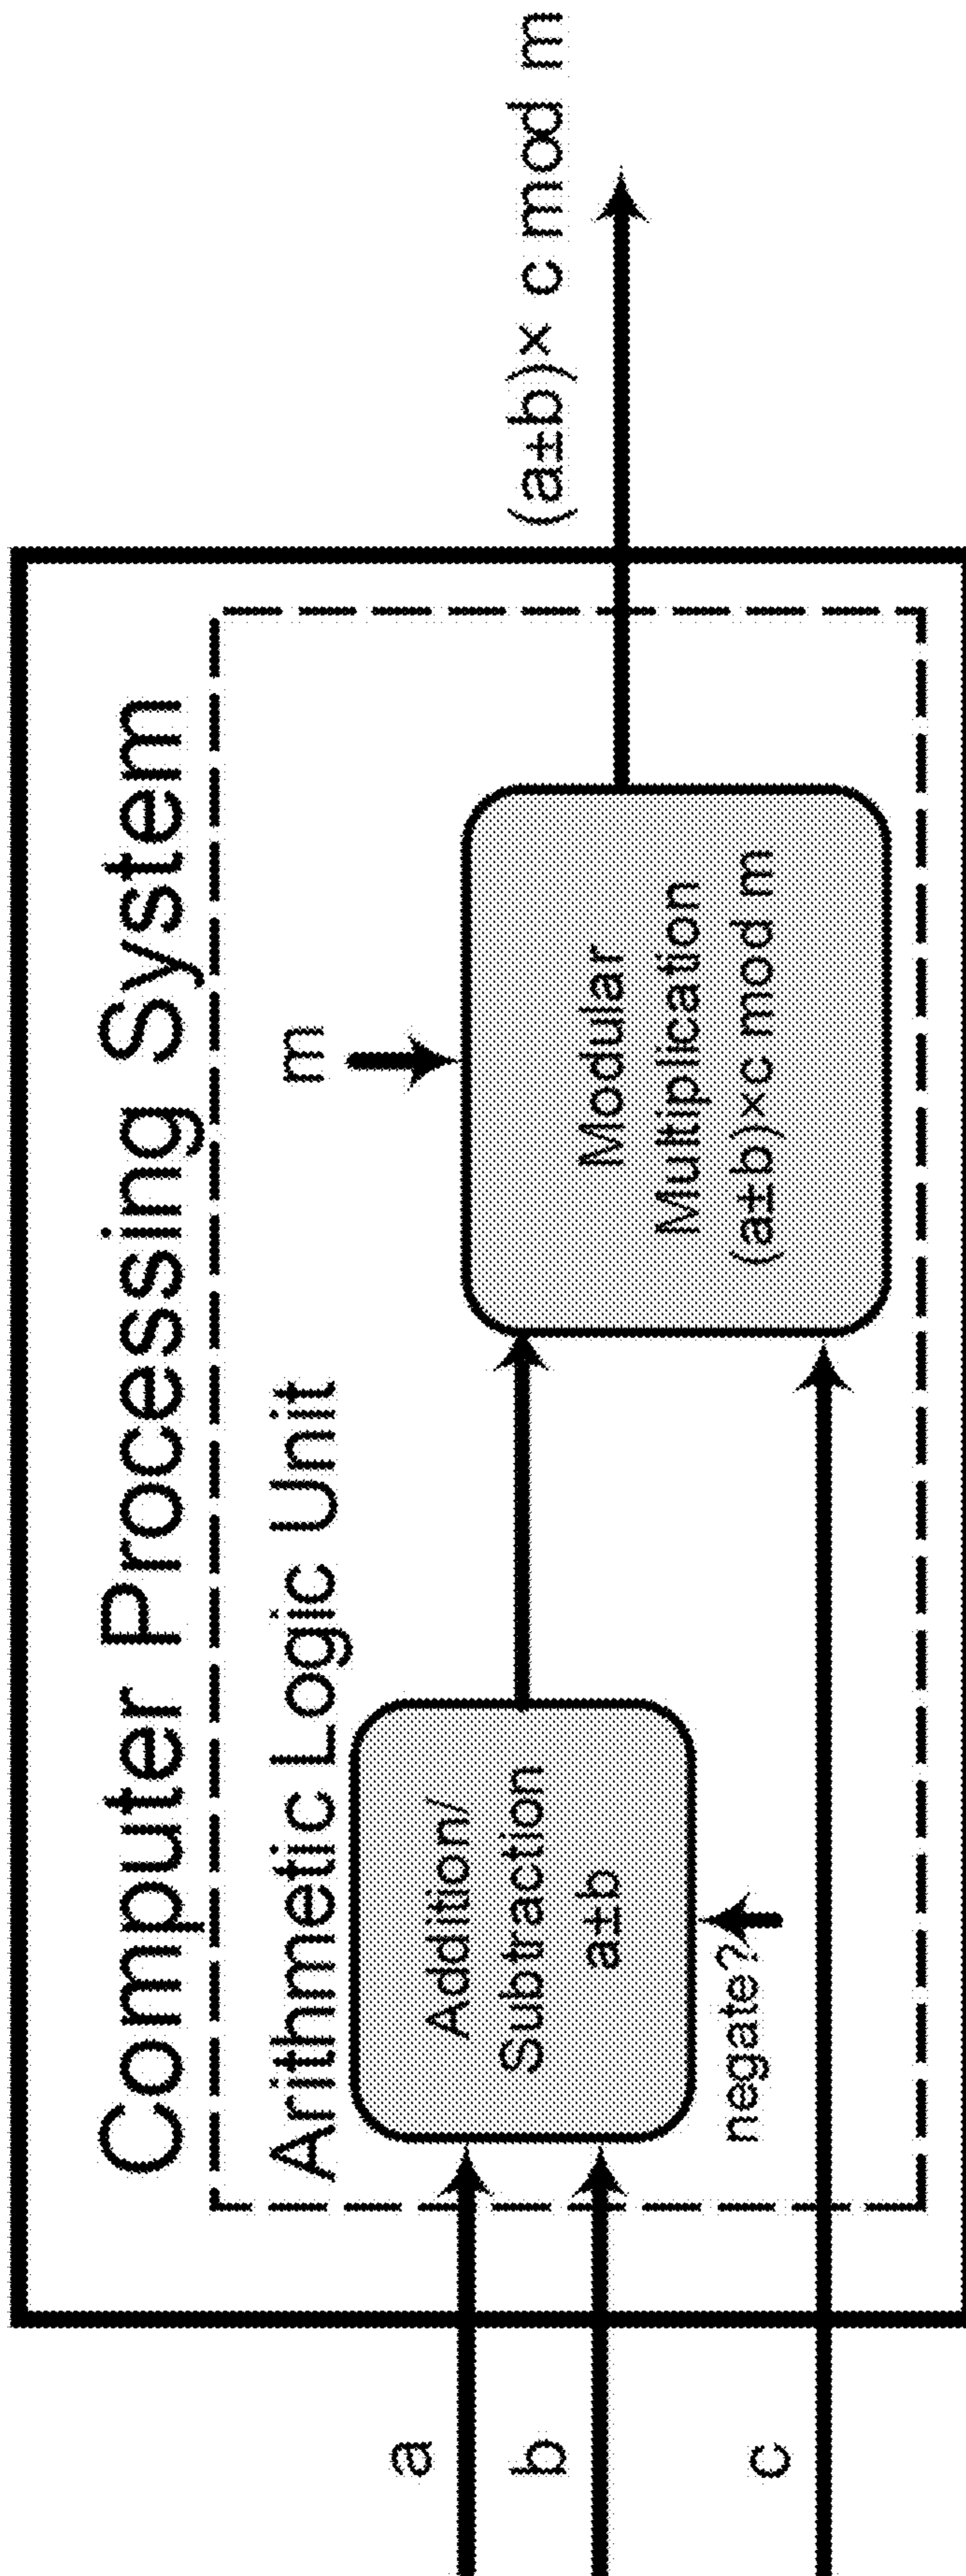 Computer Processing System
Arithmetic Logic Unit
a
b
c
Addition/
Subtraction
a±b
negate?
m
Modular
Multiplication
(a±b)×c mod m
(a±b)× c mod m